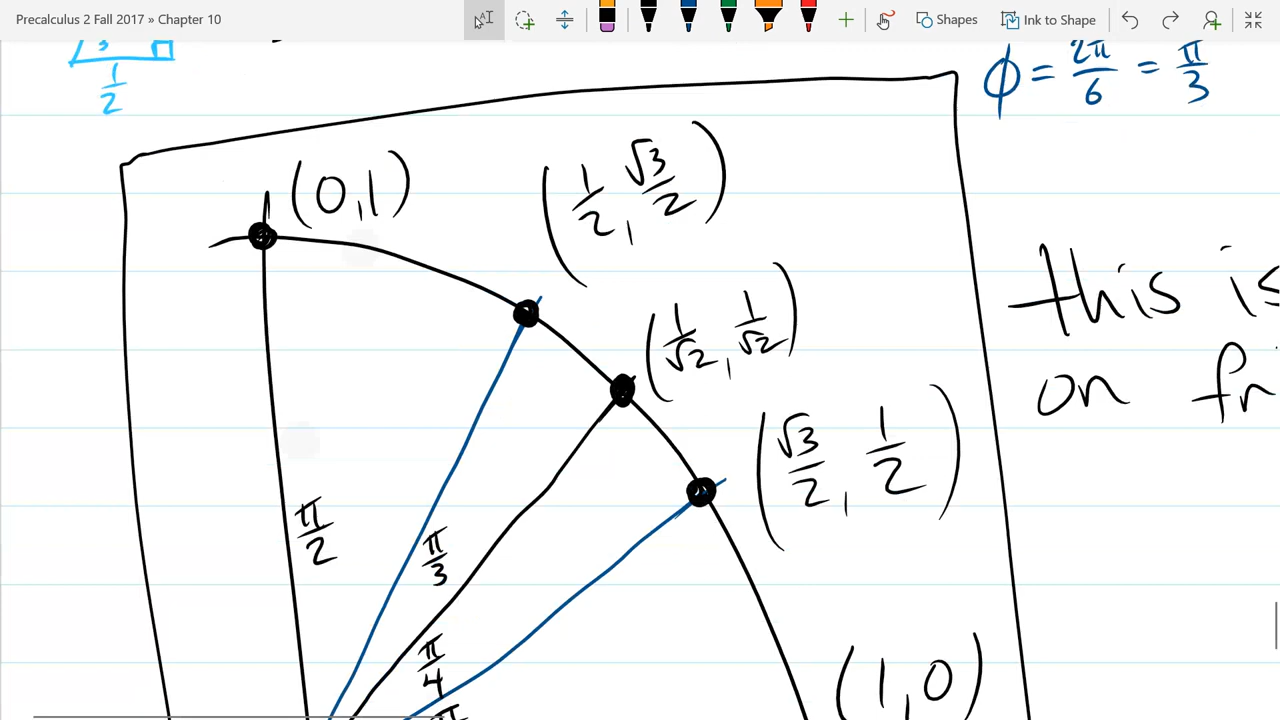 Precalculus 2 Fall 2017 » Chapter 10
Shapes
Ink to Shape
3
1/2
ϕ = 2π/6 = π/3
(0,1)
(1/2, √3/2)
(1/√2, 1/√2)
this is
on
(√3/2, 1/2)
π/2
π/3
π/4
(1,0)
π